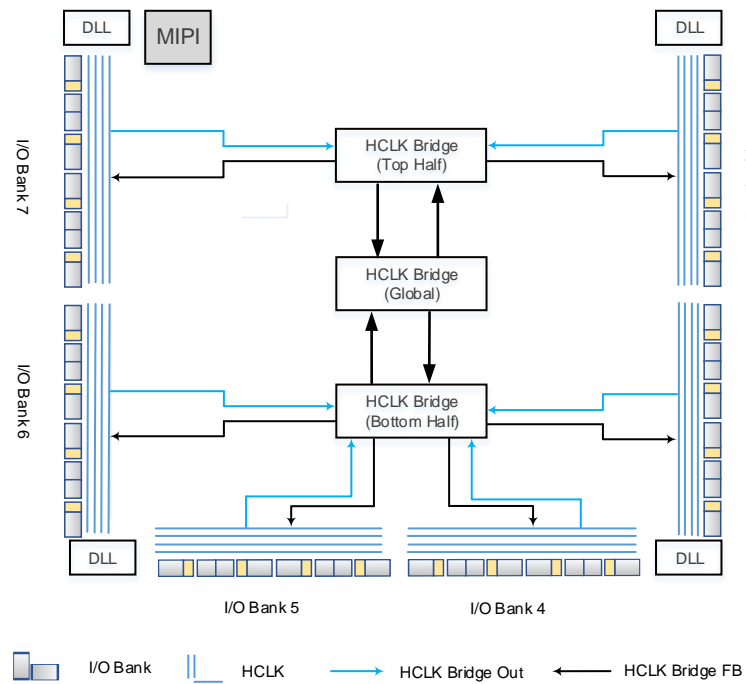 DLL
MIPI
DLL
I/O Bank 7
HCLK Bridge
(Top Half)
HCLK Bridge
(Global)
I/O Bank 6
HCLK Bridge
(Bottom Half)
DLL
DLL
I/O Bank 5
I/O Bank 4
I/O Bank
HCLK
HCLK Bridge Out
HCLK Bridge FB